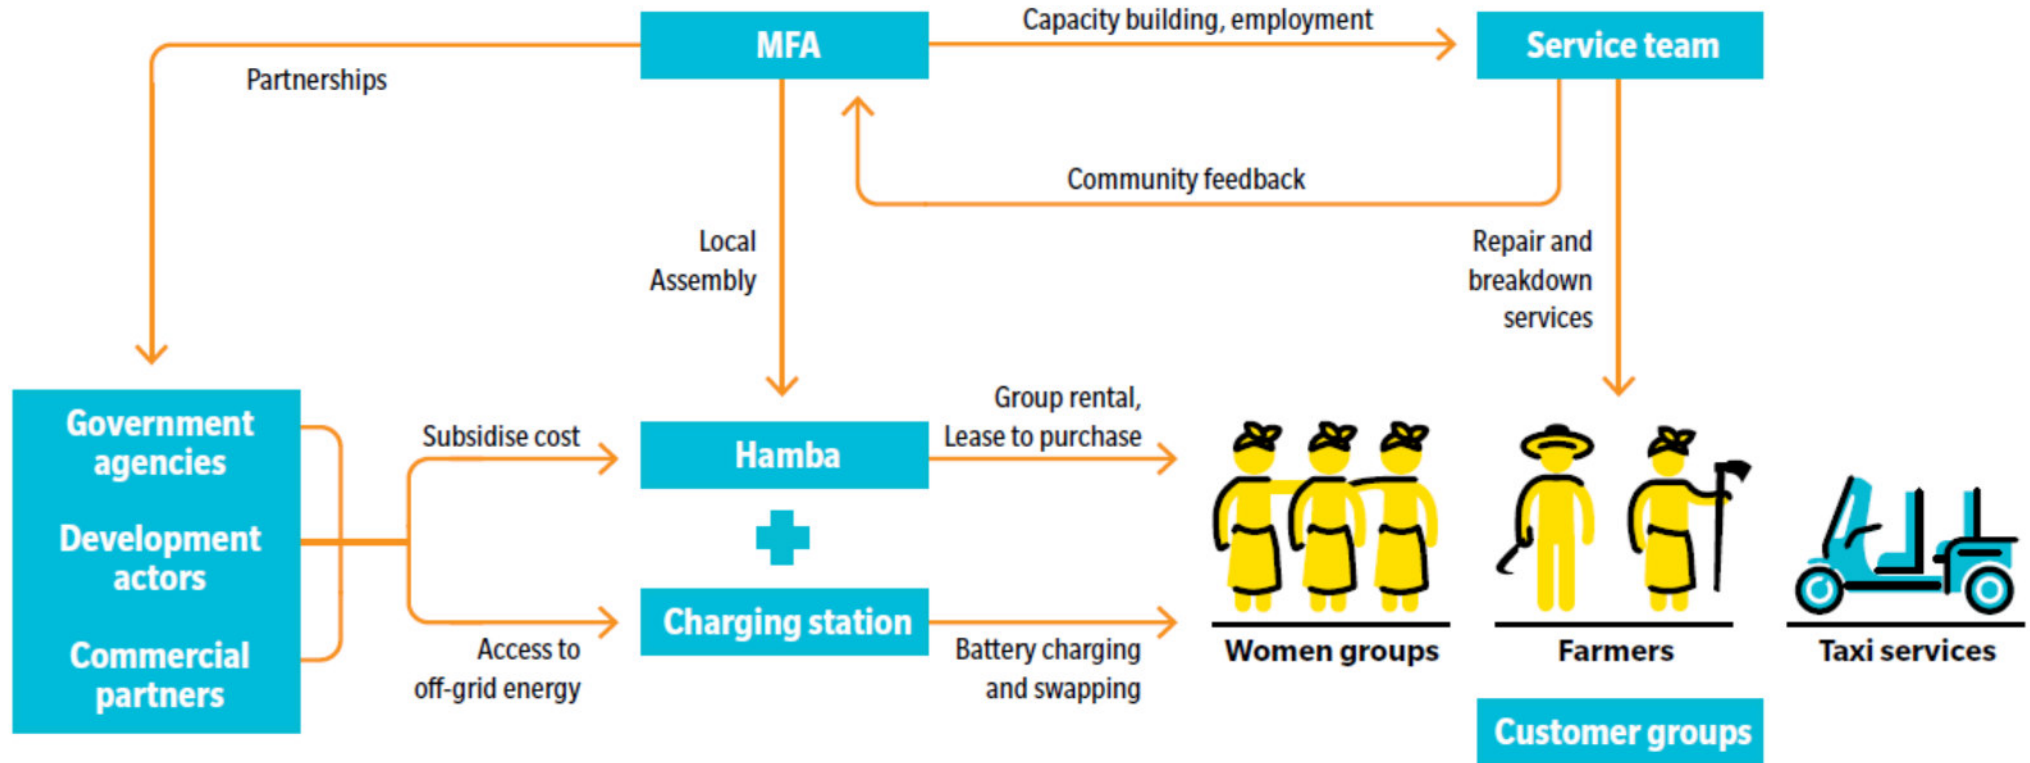 MFA
Capacity building, employment
Service team
Partnerships
Community feedback
Local
Assembly
Repair and
breakdown
services
Government
agencies
Development
actors
Commercial
partners
Subsidise cost
Hamba
Group rental,
Lease to purchase
Access to
off-grid energy
Charging station
Battery charging
and swapping
Women groups
Farmers
Taxi services
Customer groups